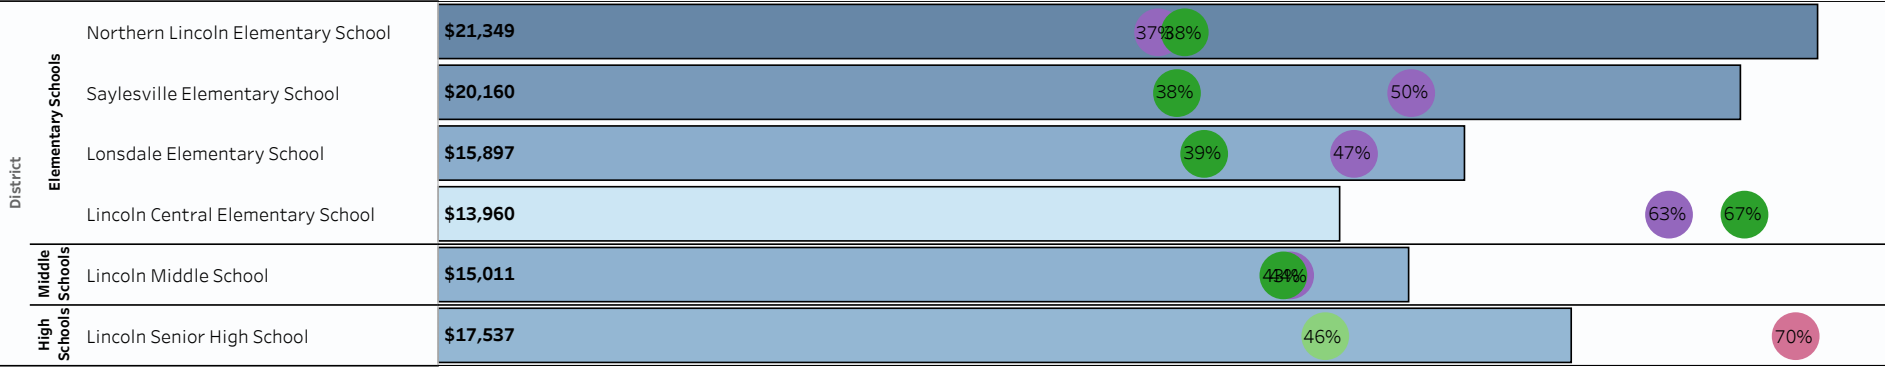 District
Elementary Schools
Northern Lincoln Elementary School $21,349 37% 38%
Saylesville Elementary School $20,160 38% 50%
Lonsdale Elementary School $15,897 39% 47%
Lincoln Central Elementary School $13,960 63% 67%
Middle
Schools
Lincoln Middle School $15,011
High
Schools
Lincoln Senior High School $17,537 46% 70%